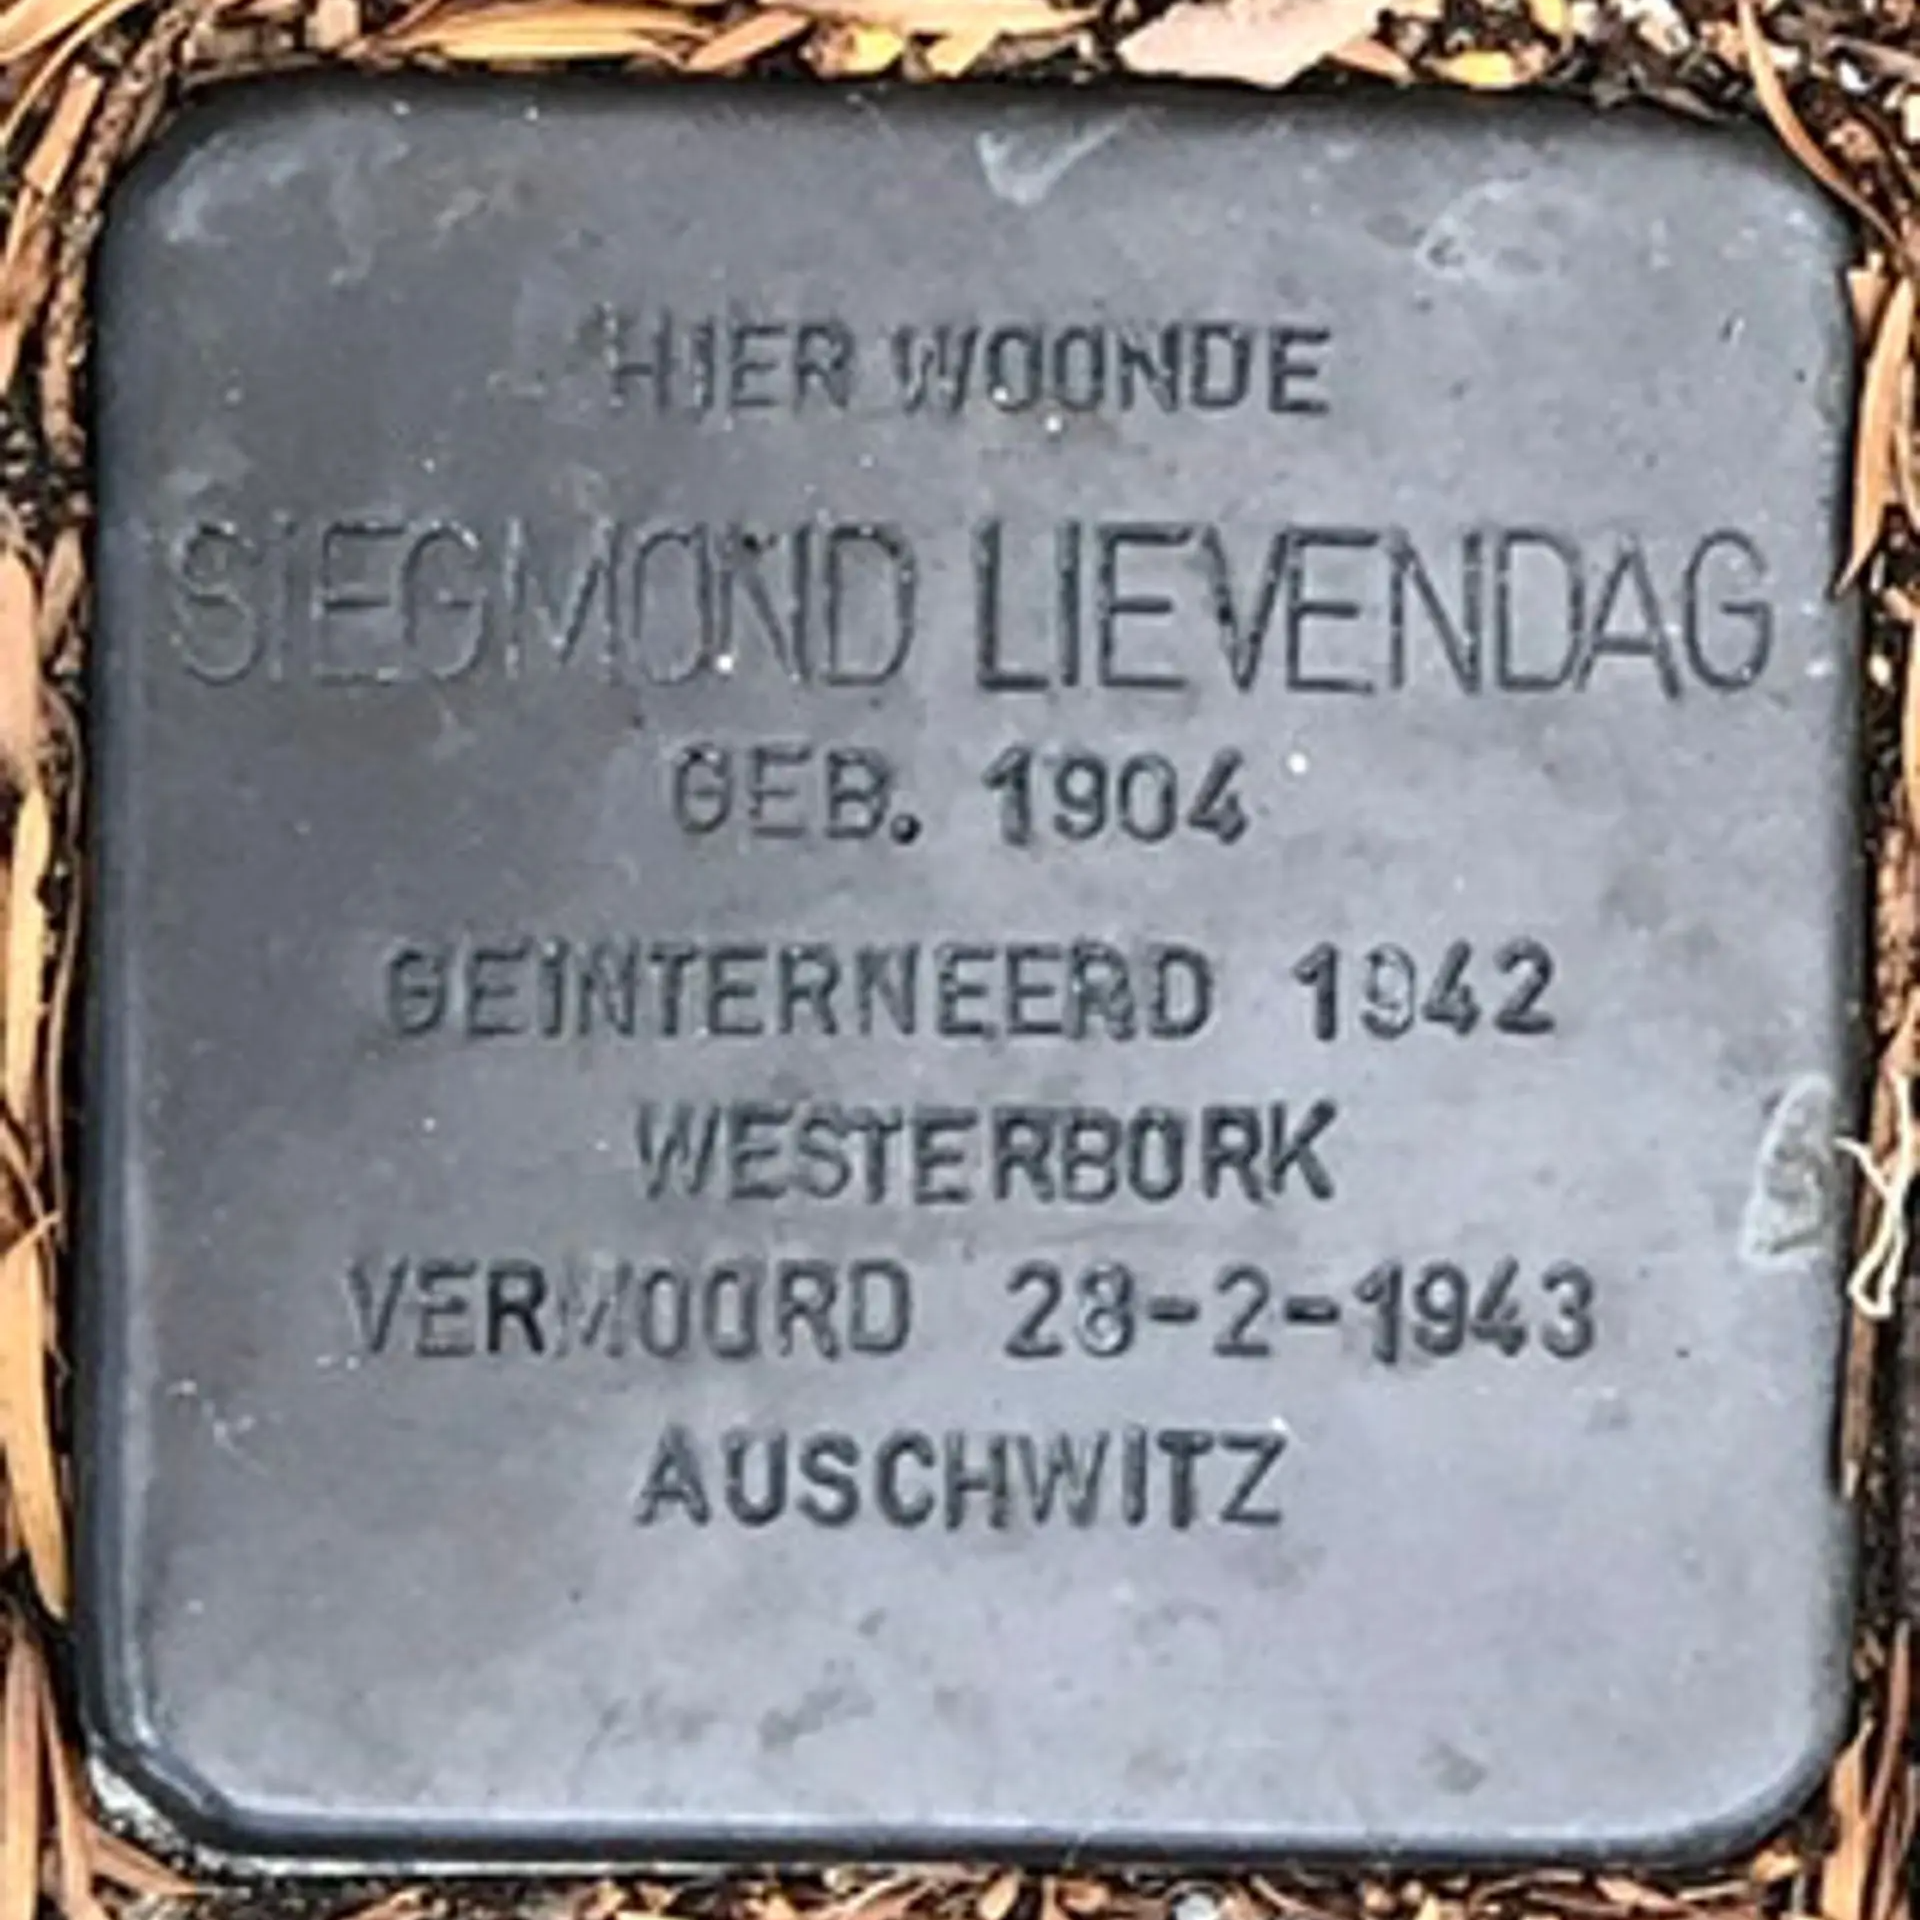 HIER WOONDE
SIEGMOND LIEVENDAG
GEB. 1904
GEINTERNEERD 1942
WESTERBORK
VERMOORD 28-2-1943
AUSCHWITZ